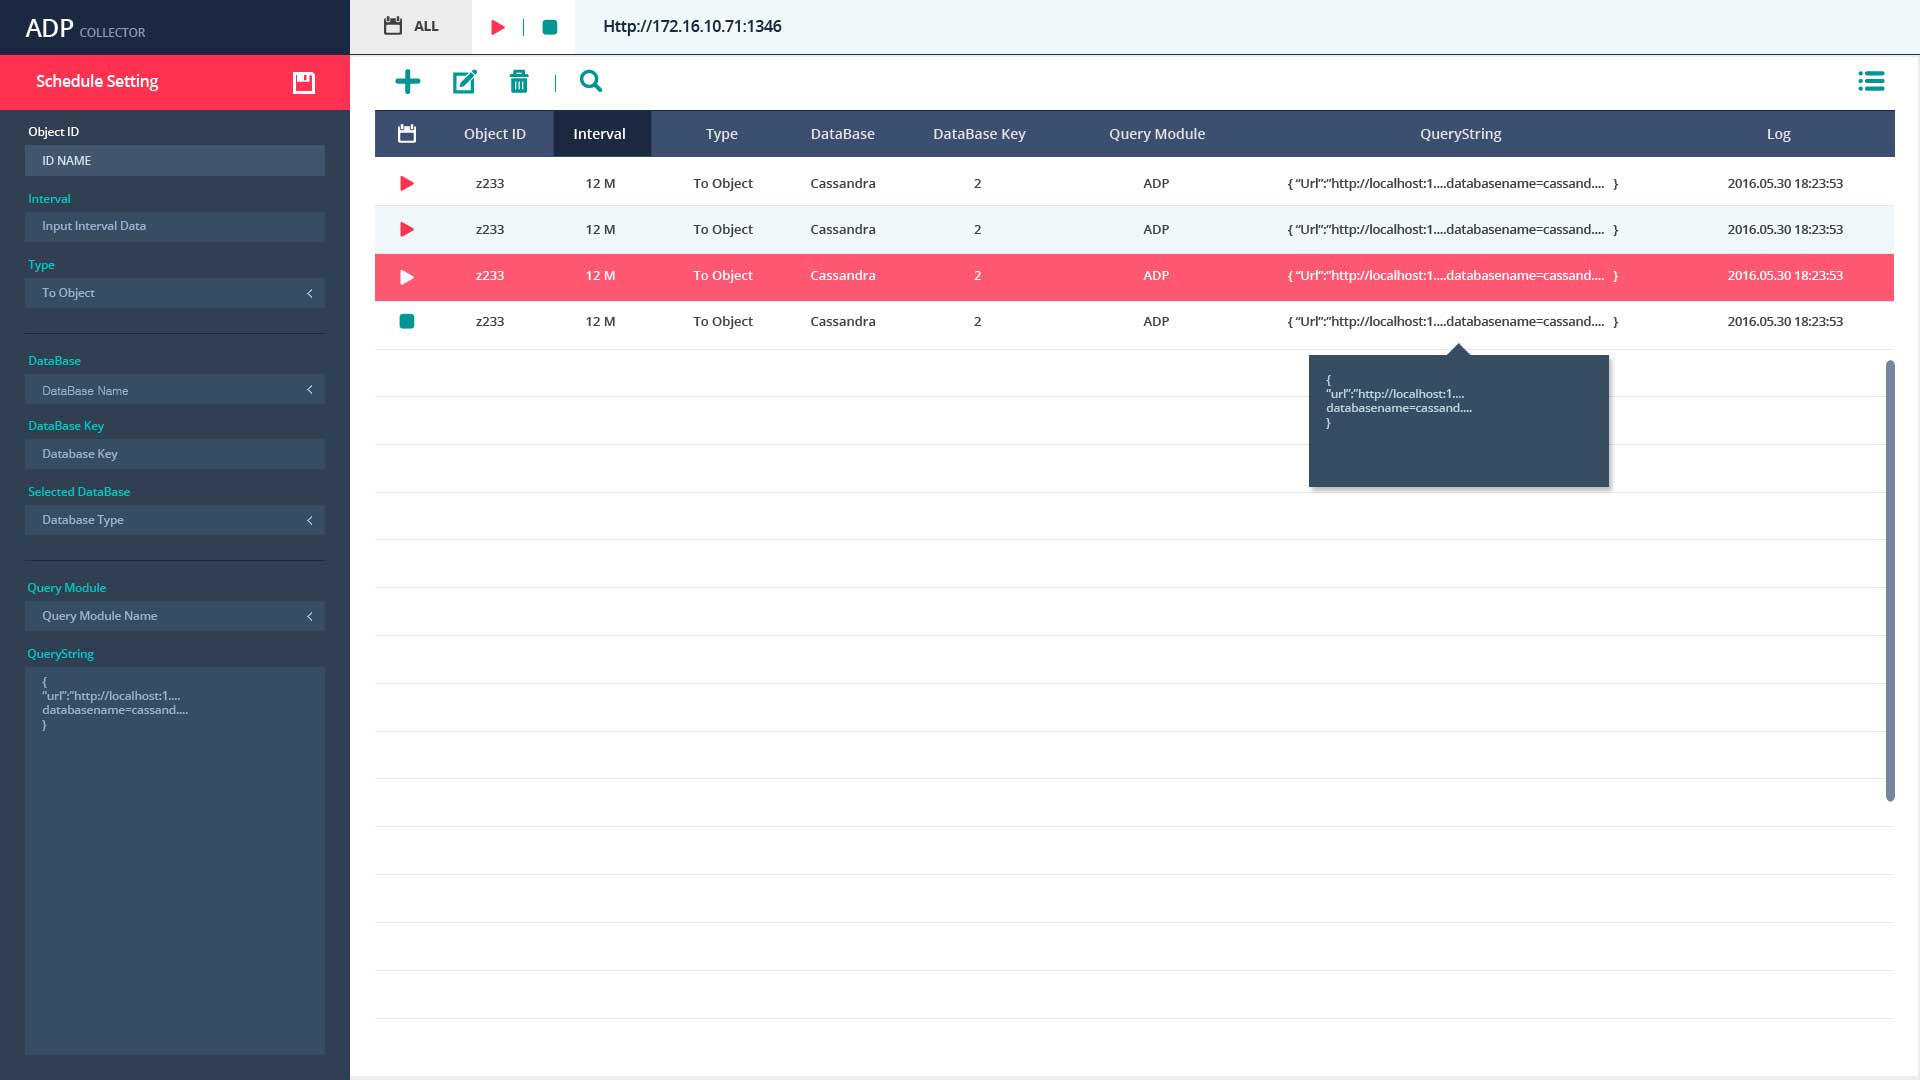 ADP COLLECTOR
ALL
Http://172.16.10.71:1346
Schedule Setting
Object ID
ID NAME
Interval
Input Interval Data
Type
To Object
DataBase
DataBase Name
DataBase Key
Database Key
Selected DataBase
Database Type
Query Module
Query Module Name
QueryString
{
“url”:”http://localhost:1....
databasename=cassand....
}
Object ID Interval Type DataBase DataBase Key Query Module QueryString Log
z233 12 M To Object Cassandra 2 ADP { “Url”:”http://localhost:1....databasename=cassand.... } 2016.05.30 18:23:53
z233 12 M To Object Cassandra 2 ADP { “Url”:”http://localhost:1....databasename=cassand.... } 2016.05.30 18:23:53
z233 12 M To Object Cassandra 2 ADP { “Url”:”http://localhost:1....databasename=cassand.... } 2016.05.30 18:23:53
z233 12 M To Object Cassandra 2 ADP { “Url”:”http://localhost:1....databasename=cassand.... } 2016.05.30 18:23:53
{
“url”:”http://localhost:1....
databasename=cassand....
}